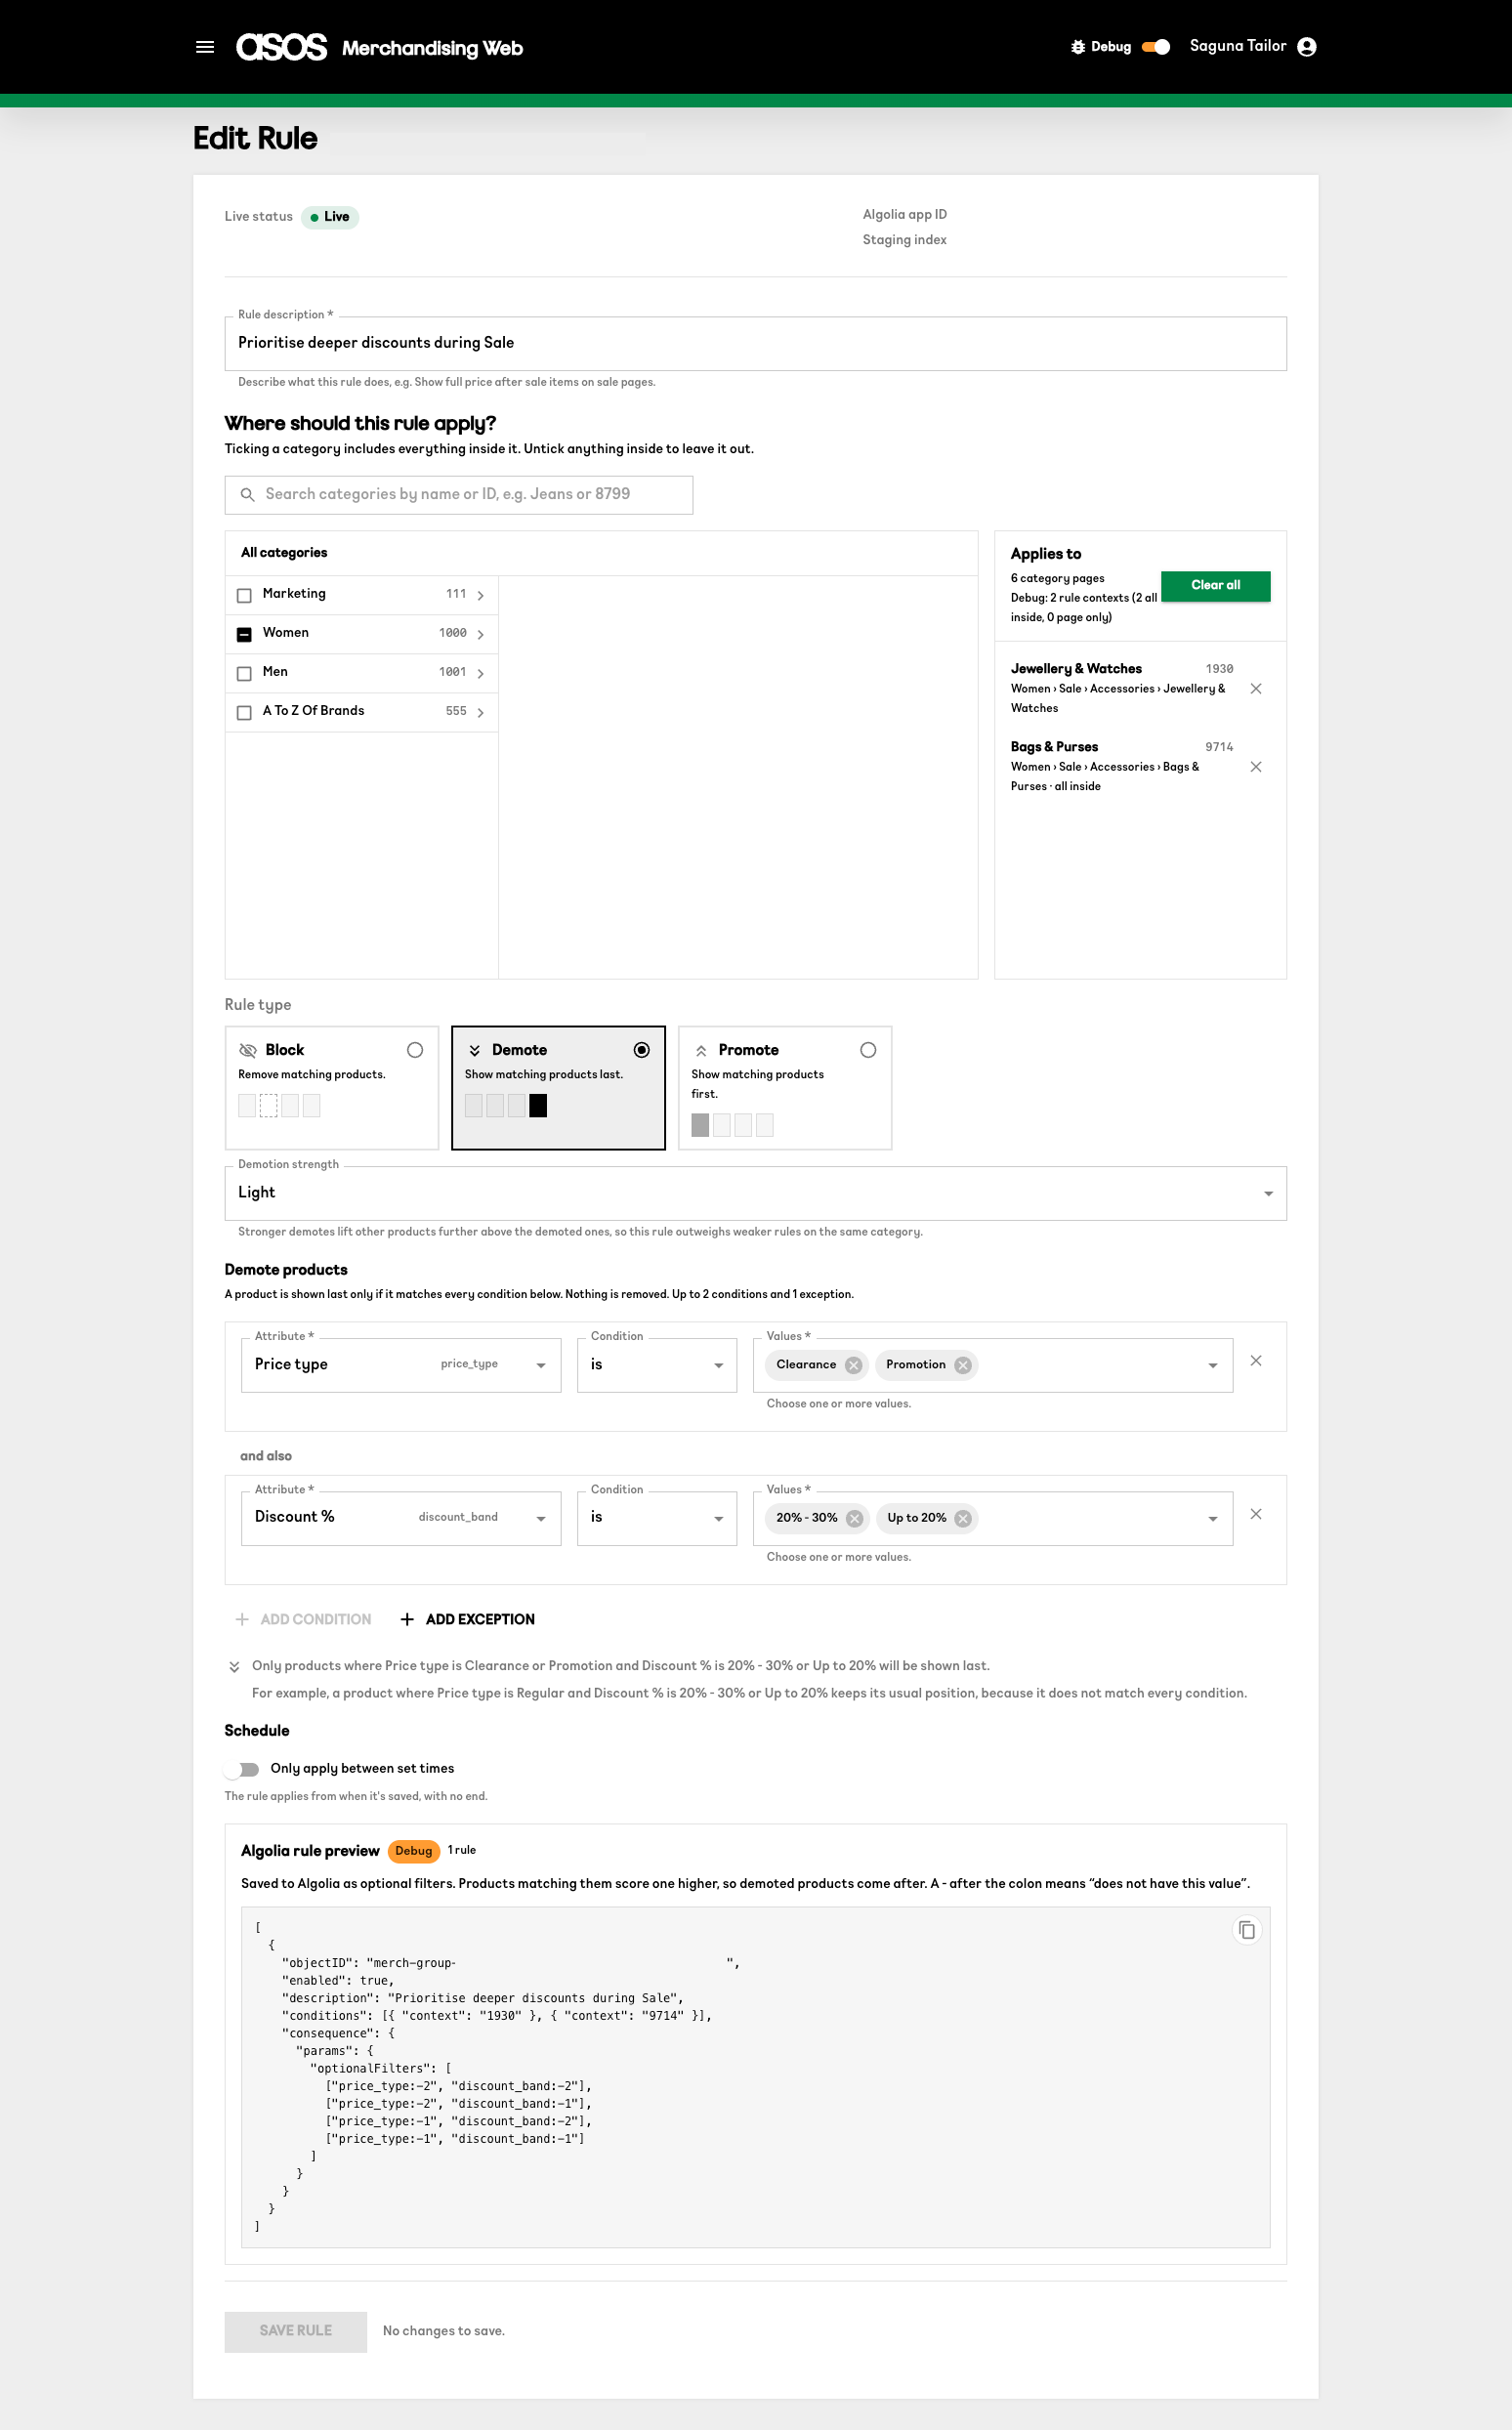 asos Merchandising Web
Debug
Saguna Tailor
Edit Rule
Live status
Live
Algolia app ID
Staging index
Rule description *
Prioritise deeper discounts during Sale
Describe what this rule does, e.g. Show full price after sale items on sale pages.
Where should this rule apply?
Ticking a category includes everything inside it. Untick anything inside to leave it out.
Search categories by name or ID, e.g. Jeans or 8799
All categories
Marketing 111
Women 1000
Men 1001
A To Z Of Brands 555
Applies to
6 category pages
Debug: 2 rule contexts (2 all
inside, 0 page only)
Clear all
Jewellery & Watches 1930
Women › Sale › Accessories › Jewellery &
Watches
Bags & Purses 9714
Women › Sale › Accessories › Bags &
Purses · all inside
Rule type
Block
Remove matching products.
Demote
Show matching products last.
Promote
Show matching products
first.
Demotion strength
Light
Stronger demotes lift other products further above the demoted ones, so this rule outweighs weaker rules on the same category.
Demote products
A product is shown last only if it matches every condition below. Nothing is removed. Up to 2 conditions and 1 exception.
Attribute * Condition Values *
Price type price_type is Clearance Promotion
Choose one or more values.
and also
Attribute * Condition Values *
Discount % discount_band is 20% - 30% Up to 20%
Choose one or more values.
ADD CONDITION ADD EXCEPTION
Only products where Price type is Clearance or Promotion and Discount % is 20% - 30% or Up to 20% will be shown last.
For example, a product where Price type is Regular and Discount % is 20% - 30% or Up to 20% keeps its usual position, because it does not match every condition.
Schedule
Only apply between set times
The rule applies from when it's saved, with no end.
Algolia rule preview Debug 1 rule
Saved to Algolia as optional filters. Products matching them score one higher, so demoted products come after. A - after the colon means “does not have this value”.
[
{
"objectID": "merch-group- ",
"enabled": true,
"description": "Prioritise deeper discounts during Sale",
"conditions": [{ "context": "1930" }, { "context": "9714" }],
"consequence": {
"params": {
"optionalFilters": [
["price_type:-2", "discount_band:-2"],
["price_type:-2", "discount_band:-1"],
["price_type:-1", "discount_band:-2"],
["price_type:-1", "discount_band:-1"]
]
}
}
}
]
SAVE RULE No changes to save.